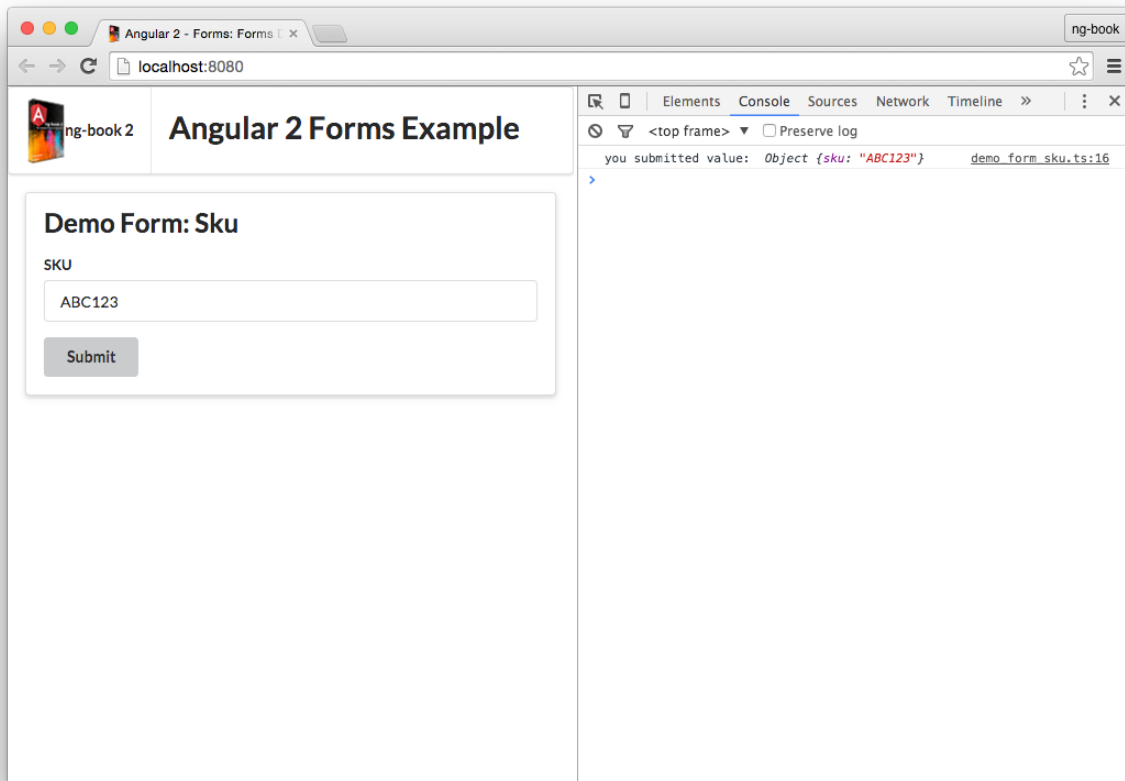 Angular 2 - Forms: Forms
ng-book
localhost:8080
ng-book 2
Angular 2 Forms Example
Demo Form: Sku
SKU
ABC123
Submit
Elements Console Sources Network Timeline »
<top frame> ▼ Preserve log
you submitted value: Object {sku: "ABC123"} demo_form_sku.ts:16